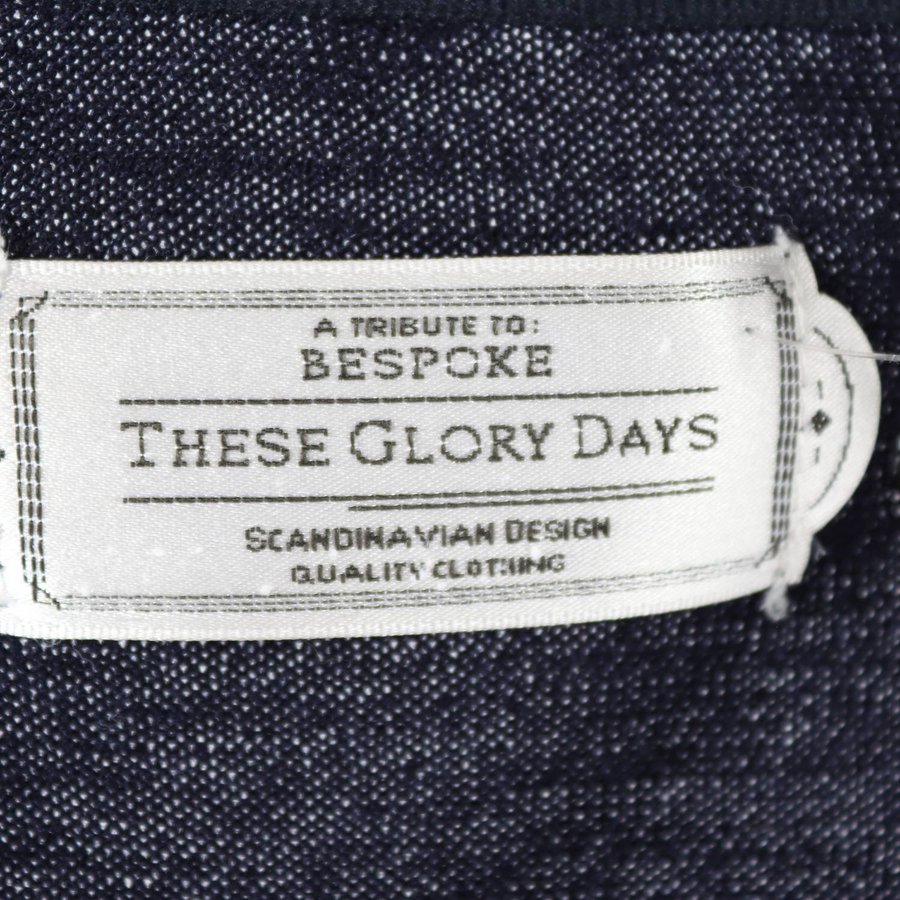 A TRIBUTE TO:
BESPOKE
THESE GLORY DAYS
SCANDINAVIAN DESIGN
QUALITY CLOTHING